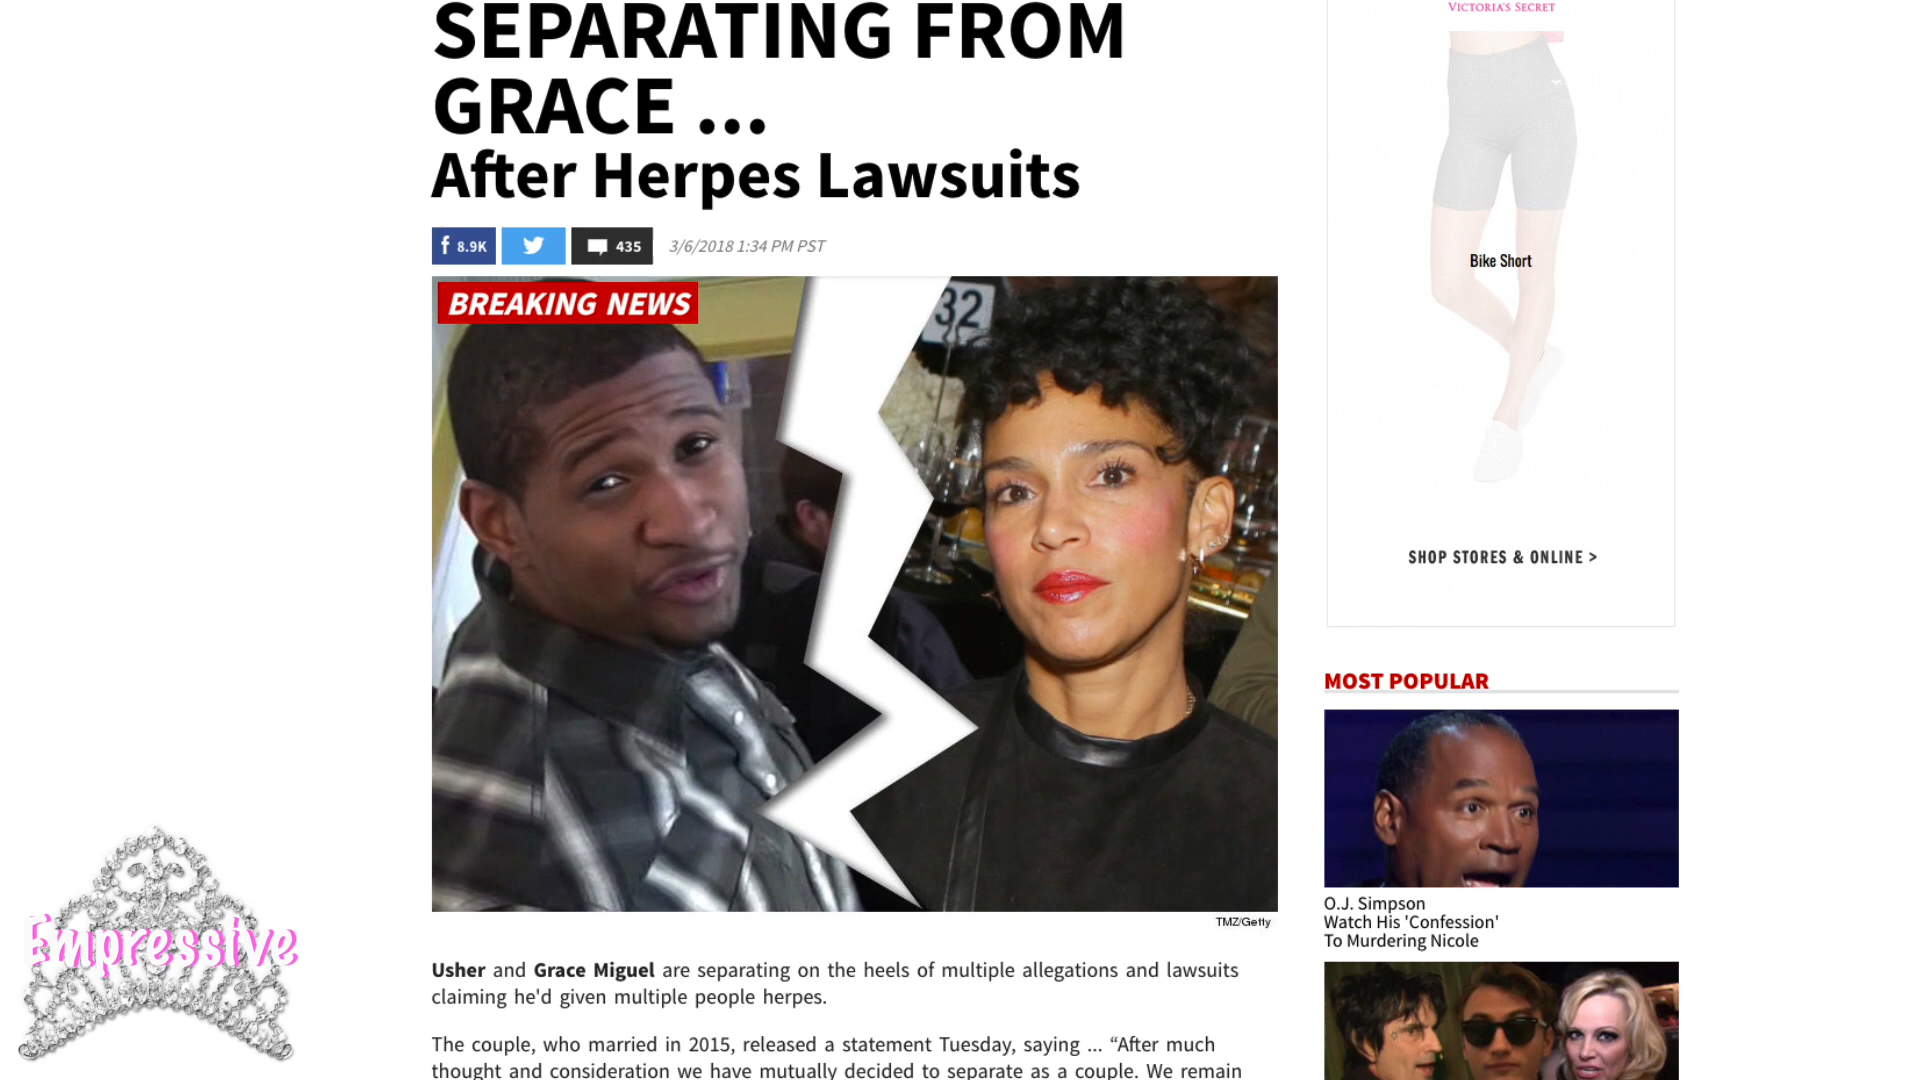 SEPARATING FROM
GRACE ...
After Herpes Lawsuits
f 8.9K
435
3/6/2018 1:34 PM PST
BREAKING NEWS
32
TMZ/Getty
Usher and Grace Miguel are separating on the heels of multiple allegations and lawsuits
claiming he'd given multiple people herpes.
The couple, who married in 2015, released a statement Tuesday, saying ... “After much
thought and consideration we have mutually decided to separate as a couple. We remain
VICTORIA'S SECRET
Bike Short
SHOP STORES & ONLINE >
MOST POPULAR
O.J. Simpson
Watch His 'Confession'
To Murdering Nicole
Empressive